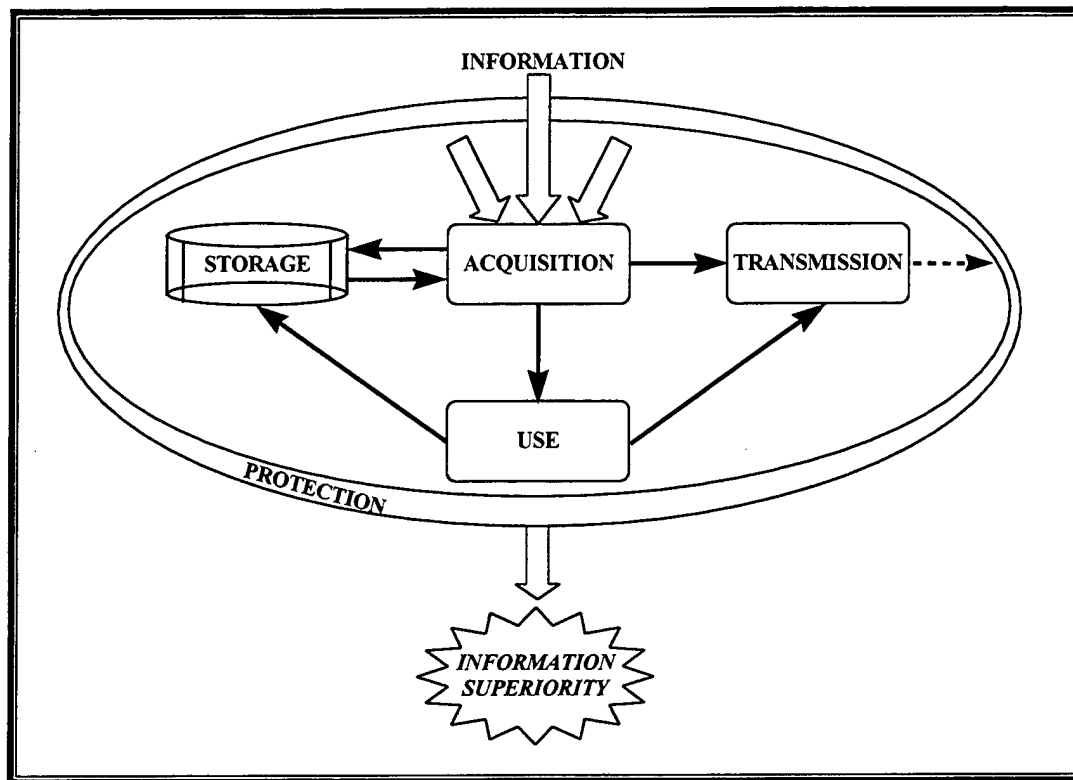 INFORMATION
STORAGE
ACQUISITION
TRANSMISSION
USE
PROTECTION
INFORMATION
SUPERIORITY